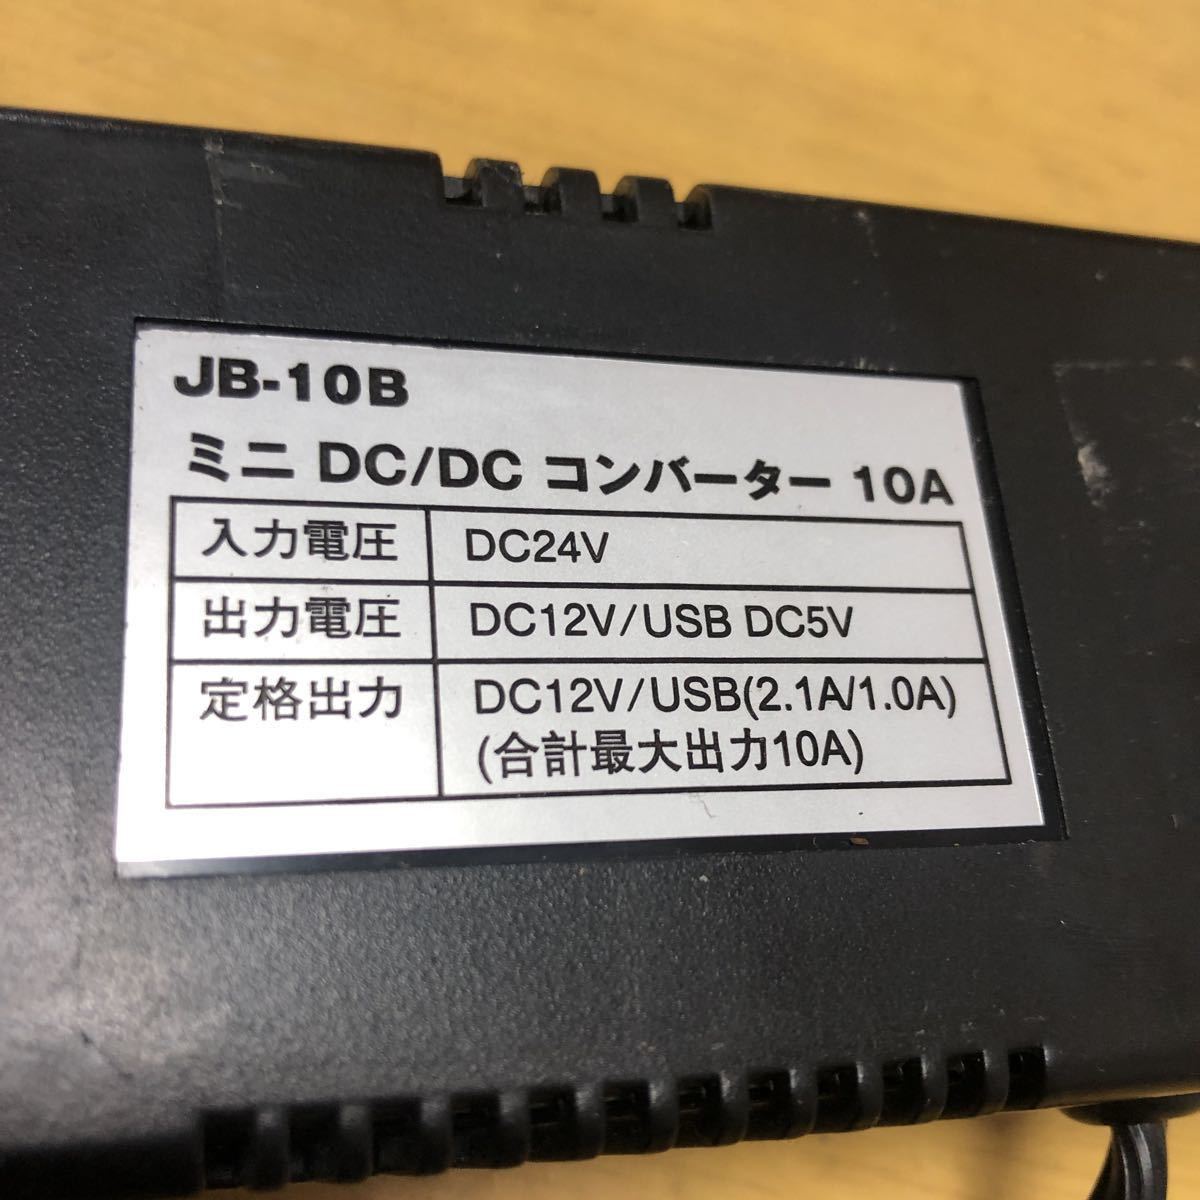 JB-10B
ミニ DC/DC コンバーター 10A
入力電圧 DC24V
出力電圧 DC12V/USB DC5V
定格出力 DC12V/USB(2.1A/1.0A)
(合計最大出力10A)